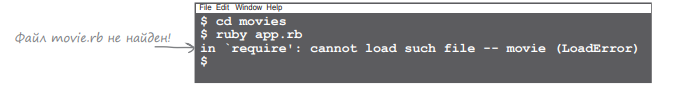 File Edit Window Help
$ cd movies
$ ruby app.rb
Файл movie.rb не найден!
in `require': cannot load such file -- movie (LoadError)
$